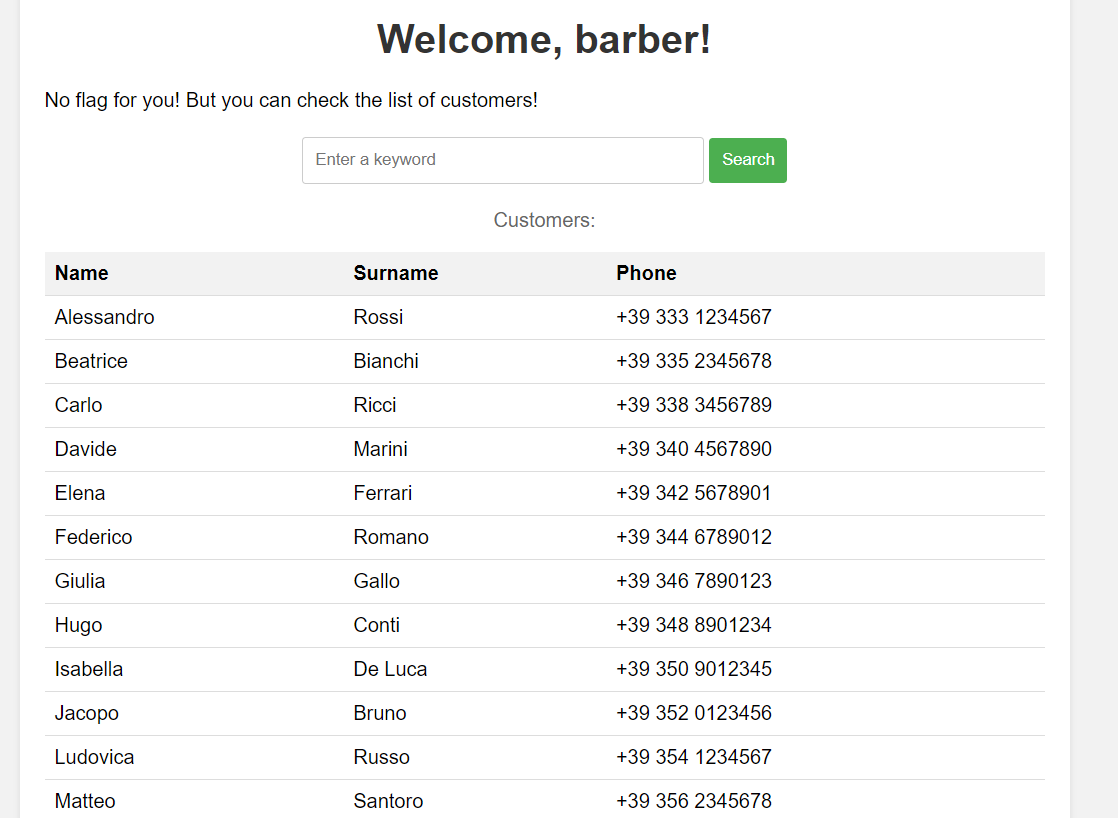 Welcome, barber!
No flag for you! But you can check the list of customers!
Enter a keyword Search
Customers:
Name Surname Phone
Alessandro Rossi +39 333 1234567
Beatrice Bianchi +39 335 2345678
Carlo Ricci +39 338 3456789
Davide Marini +39 340 4567890
Elena Ferrari +39 342 5678901
Federico Romano +39 344 6789012
Giulia Gallo +39 346 7890123
Hugo Conti +39 348 8901234
Isabella De Luca +39 350 9012345
Jacopo Bruno +39 352 0123456
Ludovica Russo +39 354 1234567
Matteo Santoro +39 356 2345678